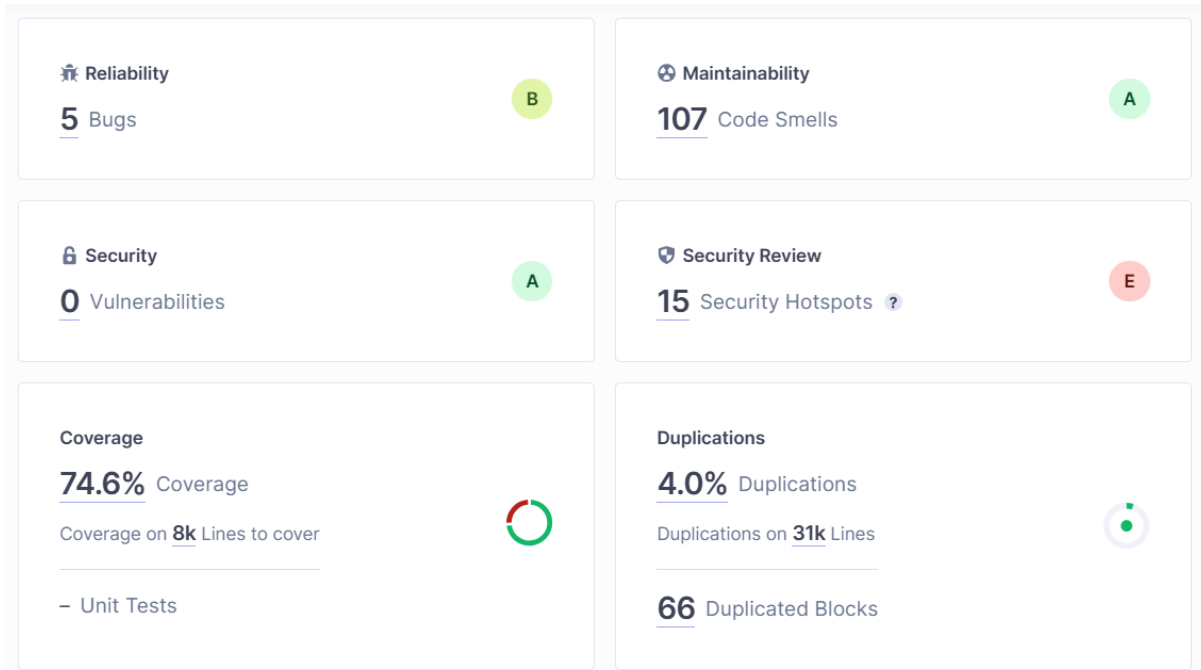 Reliability
5 Bugs
B
Maintainability
107 Code Smells
A
Security
0 Vulnerabilities
A
Security Review
15 Security Hotspots ?
E
Coverage
74.6% Coverage
Coverage on 8k Lines to cover
– Unit Tests
Duplications
4.0% Duplications
Duplications on 31k Lines
66 Duplicated Blocks